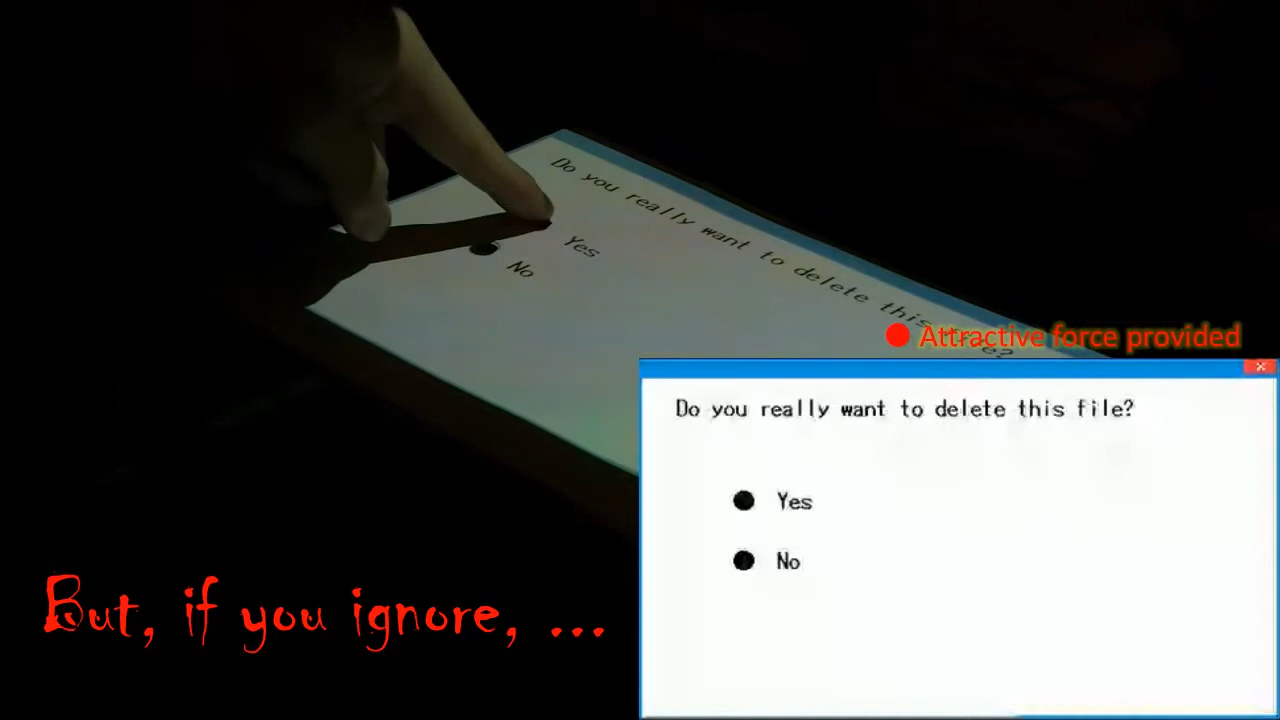 Do you really want to delete this file?
Yes
No
Attractive force provided
Do you really want to delete this file?
Yes
No
But, if you ignore, ...